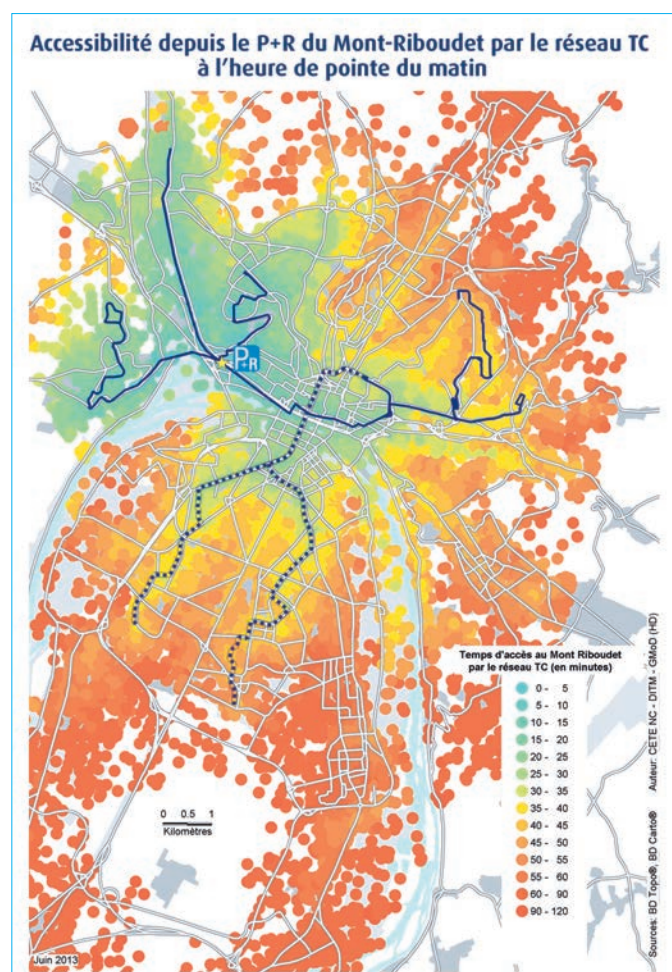 Accessibilité depuis le P+R du Mont-Riboudet par le réseau TC
à l'heure de pointe du matin
P+R
Temps d'accès au Mont Riboudet
par le réseau TC (en minutes)
0 - 5
5 - 10
10 - 15
15 - 20
20 - 25
25 - 30
30 - 35
35 - 40
40 - 45
45 - 50
50 - 55
55 - 60
60 - 90
90 - 120
0 0.5 1
Kilomètres
Juin 2013
Sources: BD Topo®, BD Carto® Auteur: CETE NC - DITM - GMoD (HD)